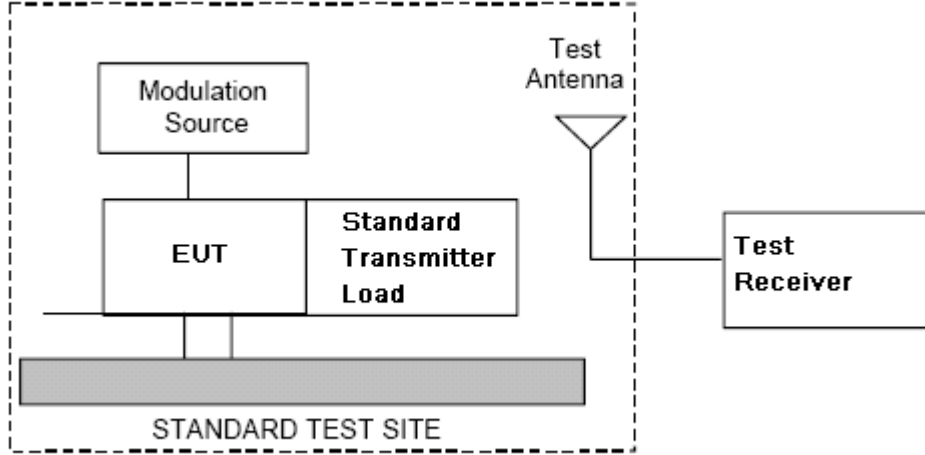 Test
Antenna
Modulation
Source
EUT
Standard
Transmitter
Load
Test
Receiver
STANDARD TEST SITE